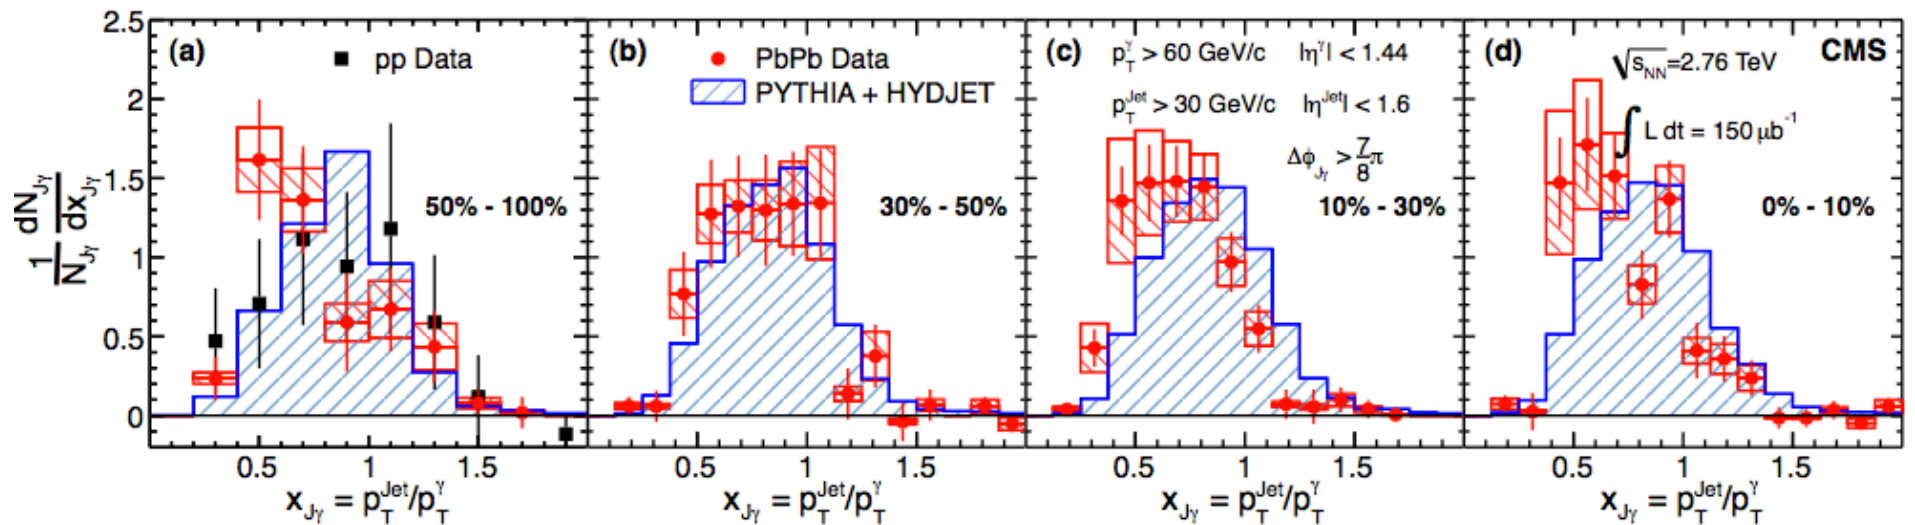 2.5
2
1.5
1
0.5
0
1/N_Jγ dN_Jγ/dx_Jγ
(a)
pp Data
50% - 100%
0.5 1 1.5
x_Jγ = p_T^Jet/p_T^γ
(b)
PbPb Data
PYTHIA + HYDJET
30% - 50%
0.5 1 1.5
x_Jγ = p_T^Jet/p_T^γ
(c)
p_T^γ > 60 GeV/c |η^γ| < 1.44
p_T^Jet > 30 GeV/c |η^Jet| < 1.6
Δϕ_Jγ > 7/8 π
10% - 30%
0.5 1 1.5
x_Jγ = p_T^Jet/p_T^γ
(d)
CMS
√s_NN=2.76 TeV
∫ L dt = 150 μb^-1
0% - 10%
0.5 1 1.5
x_Jγ = p_T^Jet/p_T^γ